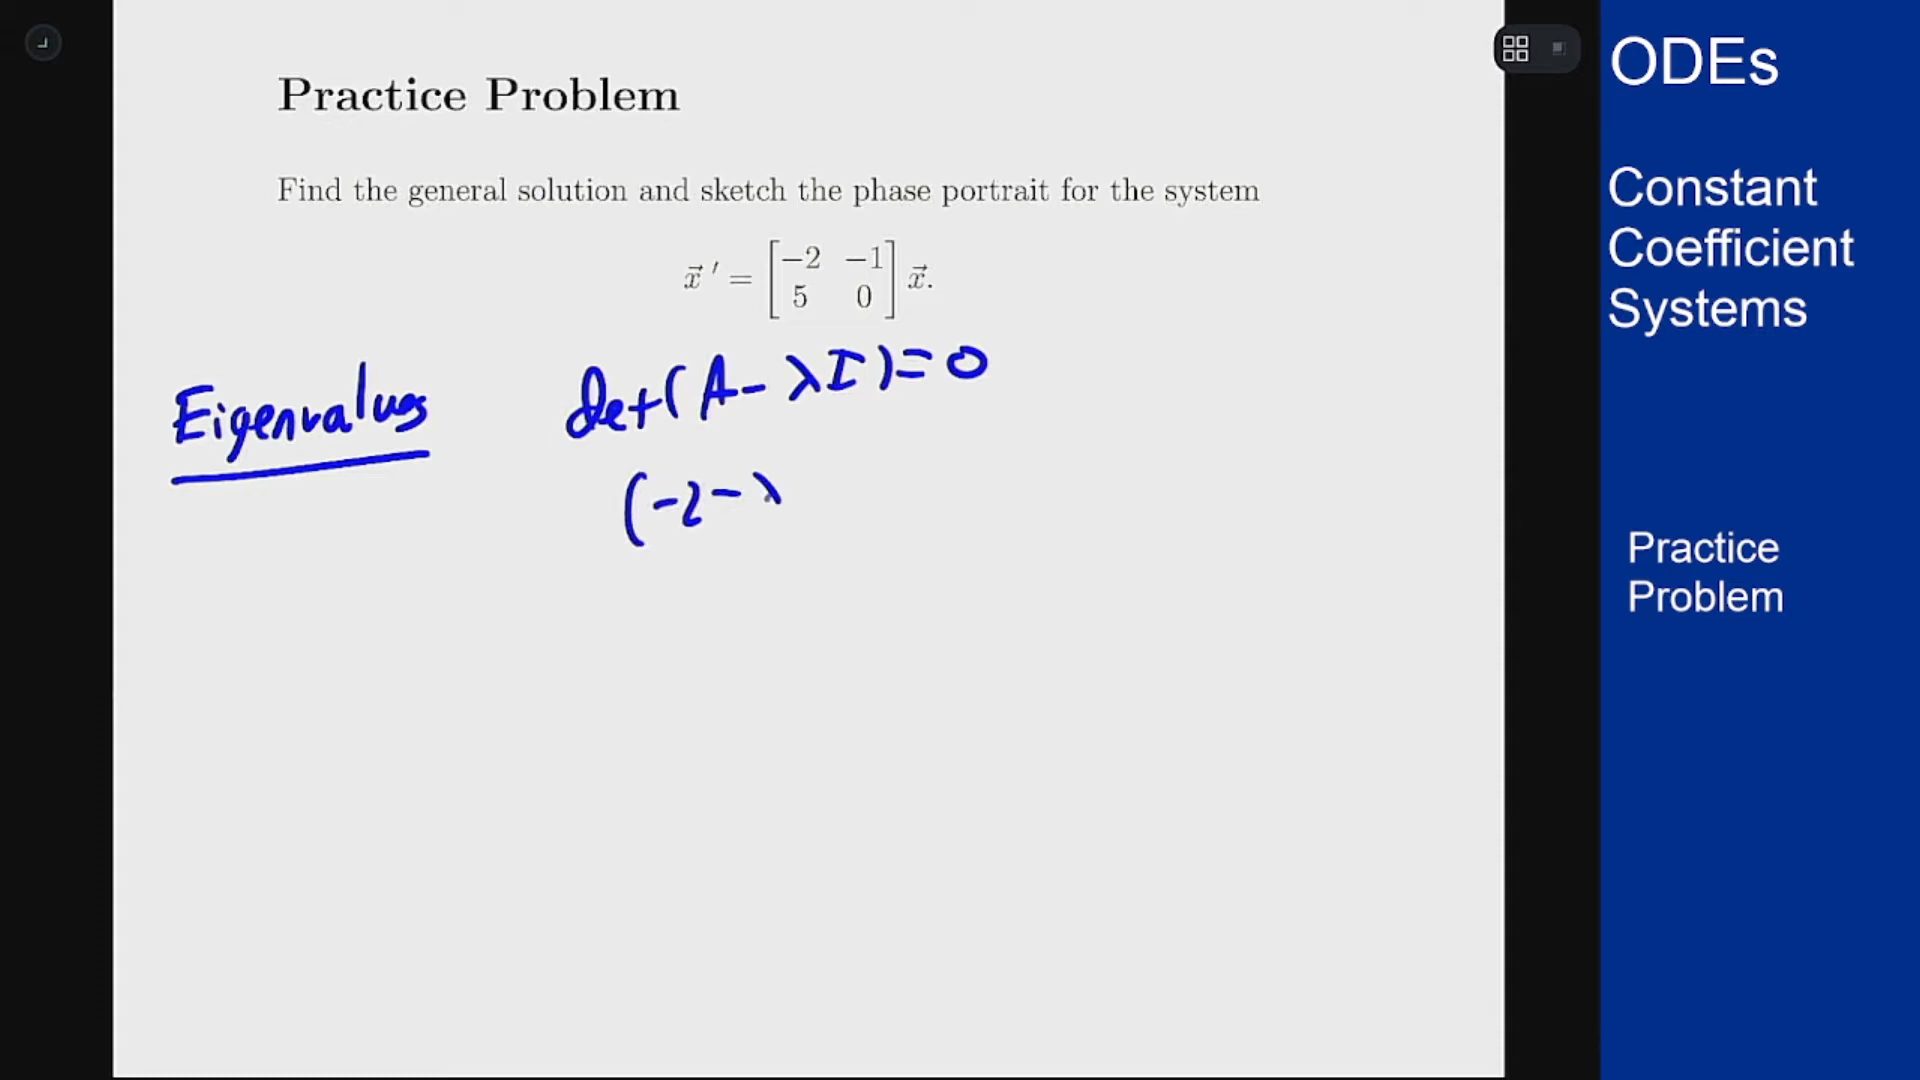 Practice Problem
Find the general solution and sketch the phase portrait for the system
x⃗ ′ = [−2 −1
5 0] x⃗.
Eigenvalues
det(A - λI) = 0
(-2 - λ
ODEs
Constant
Coefficient
Systems
Practice
Problem